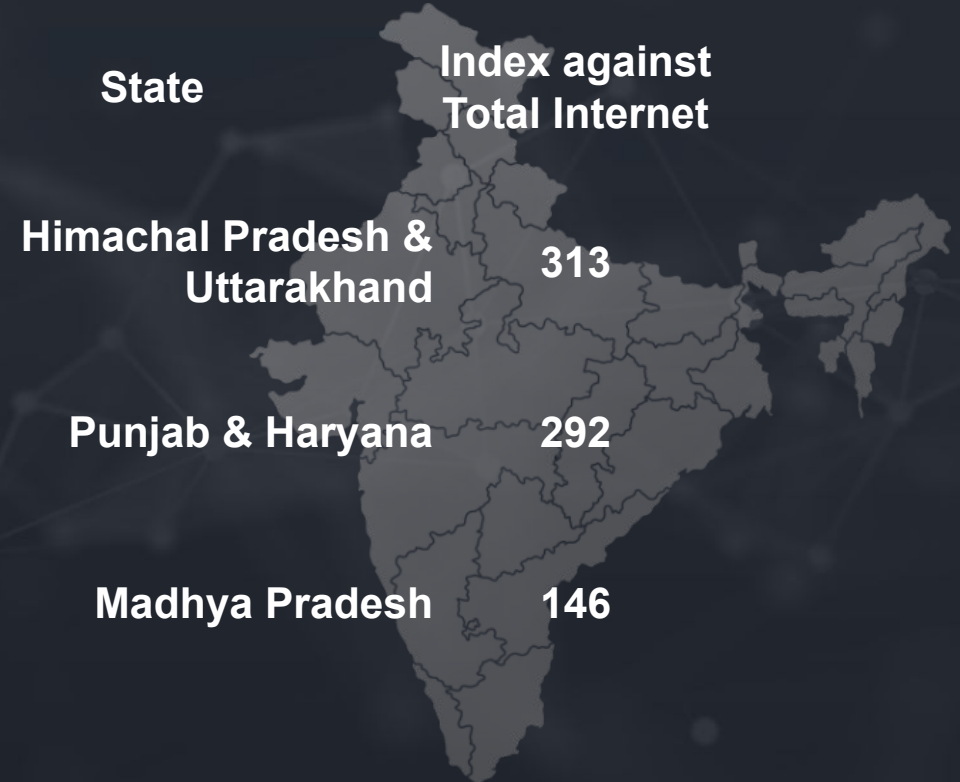 State
Index against
Total Internet
Himachal Pradesh &
Uttarakhand
313
Punjab & Haryana
292
Madhya Pradesh
146